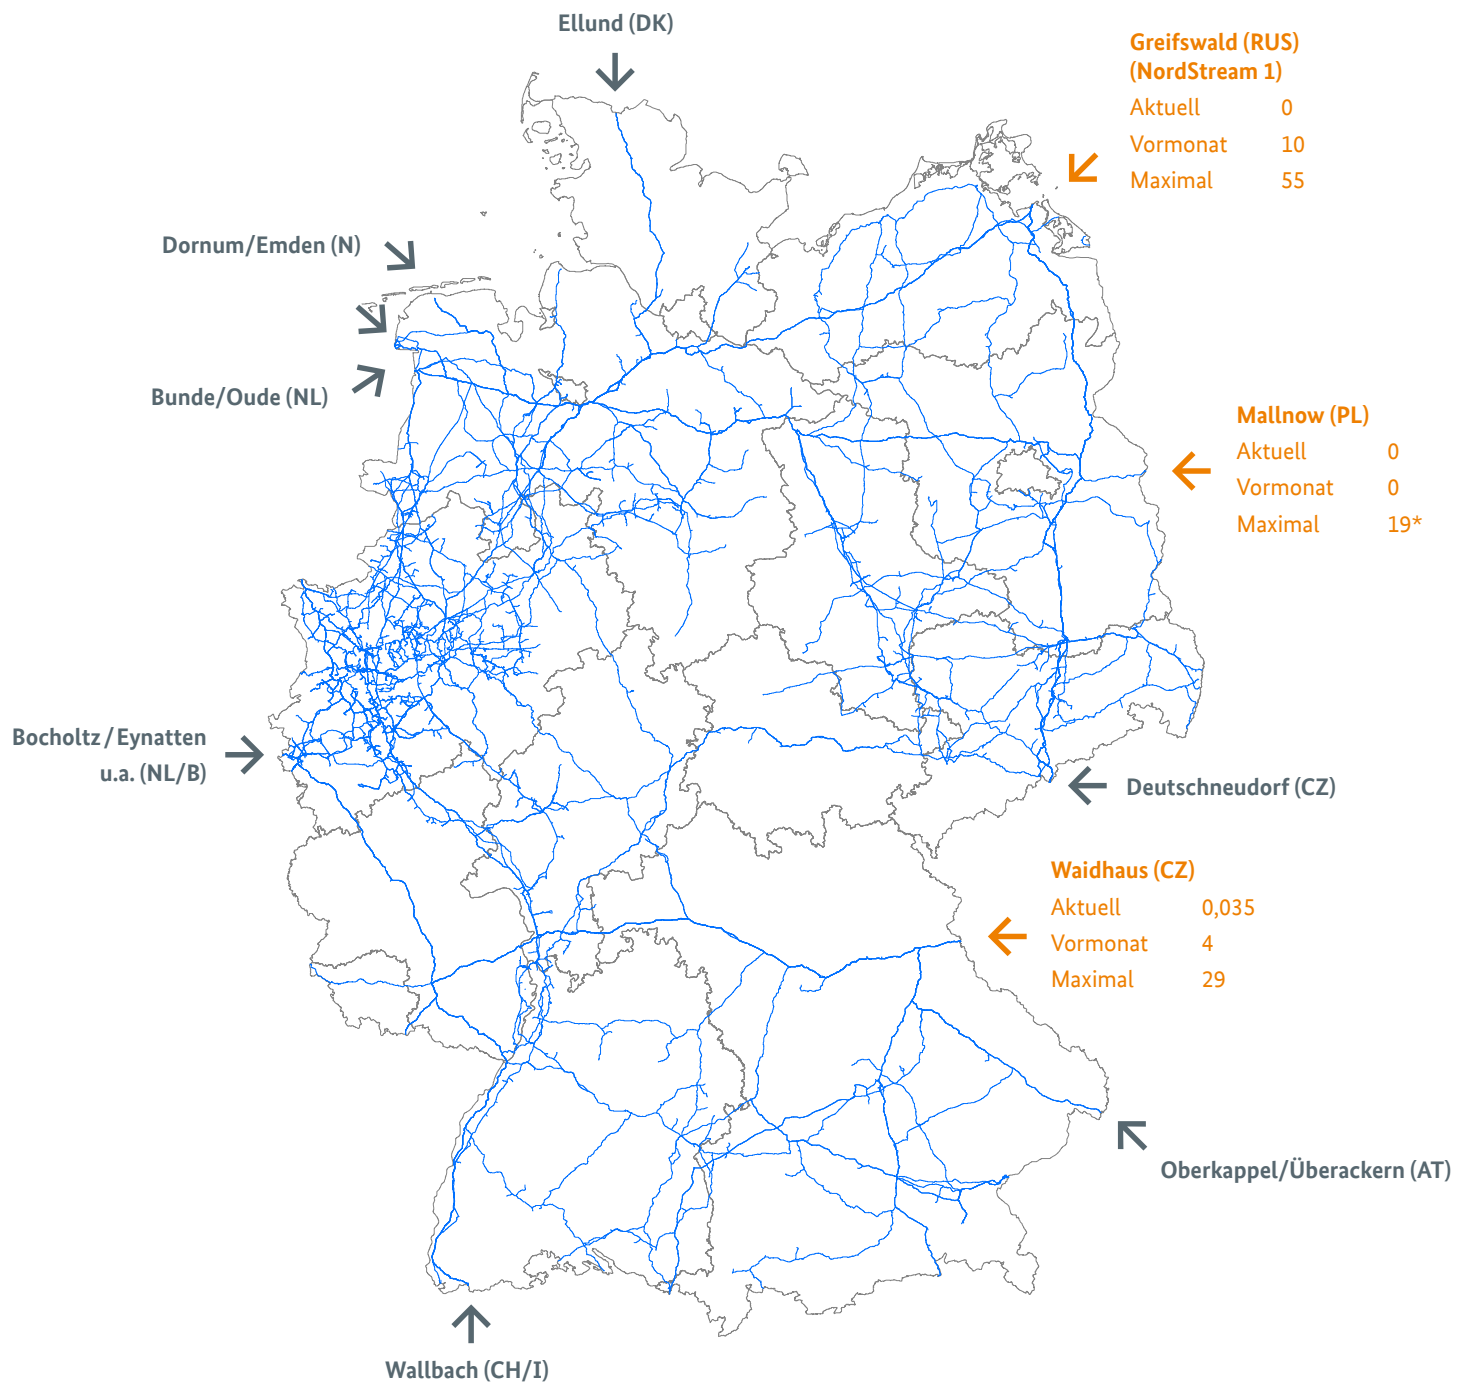 Ellund (DK)
Greifswald (RUS)
(NordStream 1)
Aktuell 0
Vormonat 10
Maximal 55
Dornum/Emden (N)
Bunde/Oude (NL)
Mallnow (PL)
Aktuell 0
Vormonat 0
Maximal 19*
Bocholtz / Eynatten
u.a. (NL/B)
Deutschneudorf (CZ)
Waidhaus (CZ)
Aktuell 0,035
Vormonat 4
Maximal 29
Oberkappel/Überackern (AT)
Wallbach (CH/I)